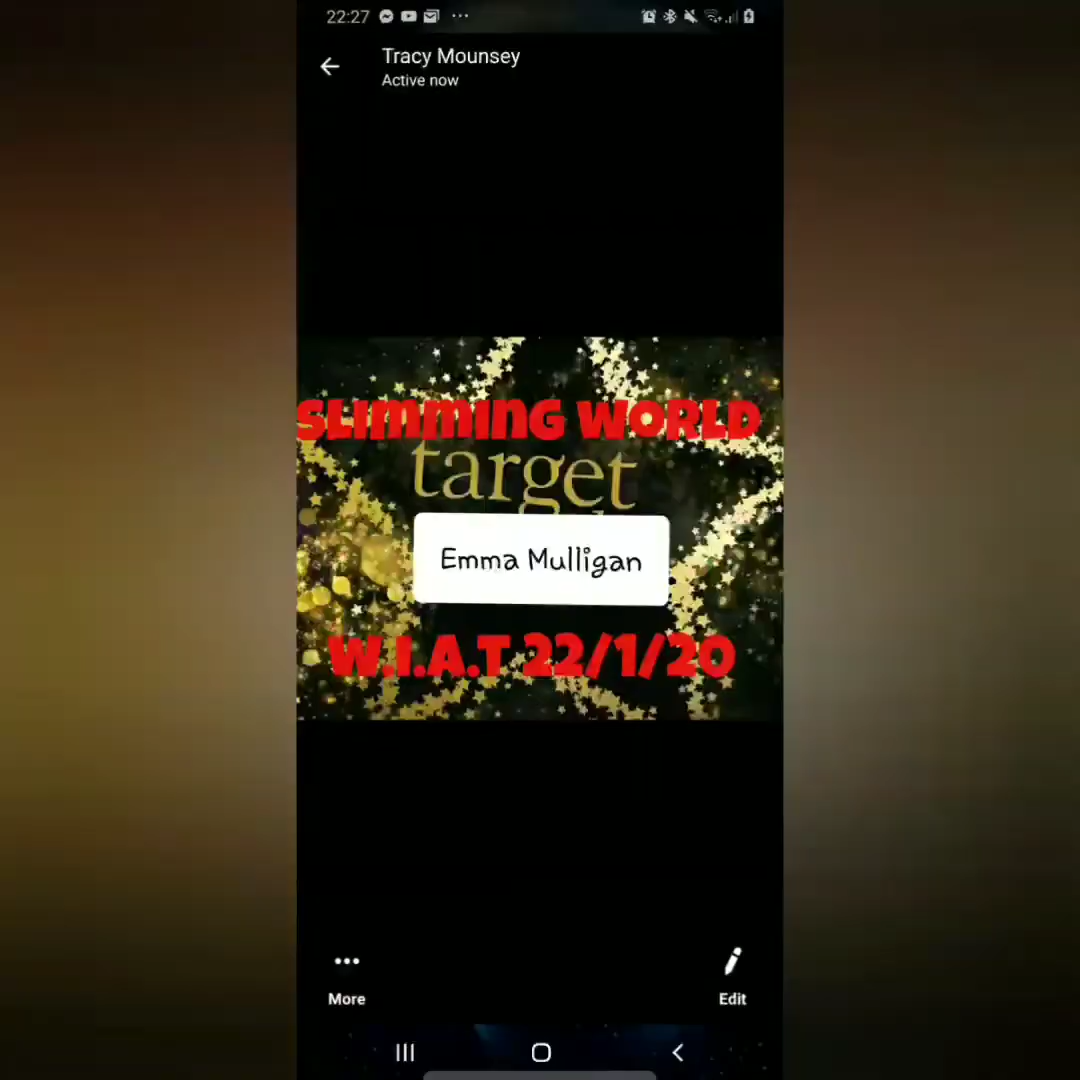 22:27
Tracy Mounsey
Active now
SLIMMING WORLD
target
Emma Mulligan
W.I.A.T 22/1/20
More
Edit